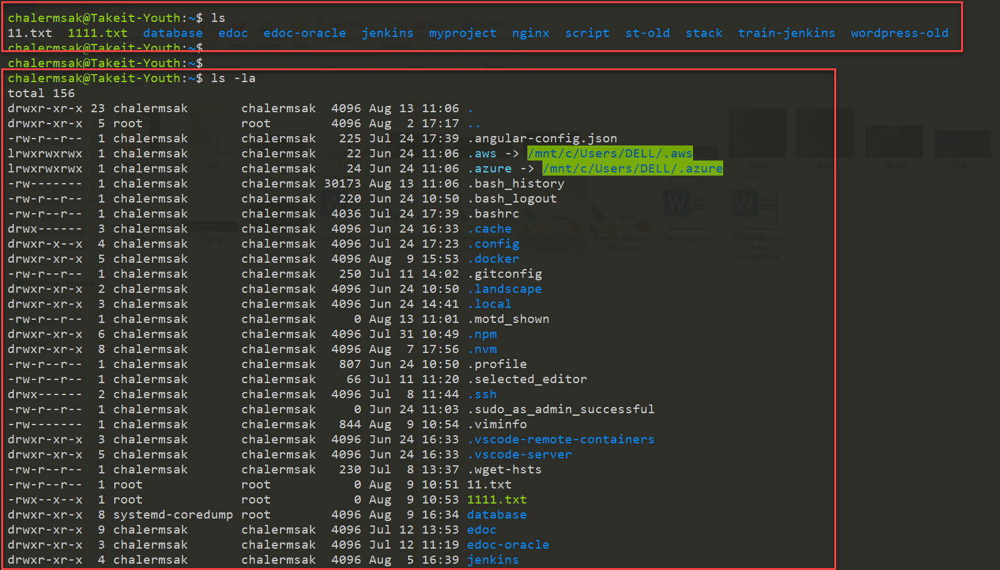 chalermsak@Takeit-Youth:~$ ls
11.txt  1111.txt  database  edoc  edoc-oracle  jenkins  myproject  nginx  script  st-old  stack  train-jenkins  wordpress-old
chalermsak@Takeit-Youth:~$
chalermsak@Takeit-Youth:~$
chalermsak@Takeit-Youth:~$ ls -la
total 156
drwxr-xr-x 23 chalermsak       chalermsak  4096 Aug 13 11:06 .
drwxr-xr-x  5 root             root        4096 Aug  2 17:17 ..
-rw-r--r--  1 chalermsak       chalermsak   225 Jul 24 17:39 .angular-config.json
lrwxrwxrwx  1 chalermsak       chalermsak    22 Jun 24 11:06 .aws -> /mnt/c/Users/DELL/.aws
lrwxrwxrwx  1 chalermsak       chalermsak    24 Jun 24 11:06 .azure -> /mnt/c/Users/DELL/.azure
-rw-------  1 chalermsak       chalermsak 30173 Aug 13 11:06 .bash_history
-rw-r--r--  1 chalermsak       chalermsak   220 Jun 24 10:50 .bash_logout
-rw-r--r--  1 chalermsak       chalermsak  4036 Jul 24 17:39 .bashrc
drwx------  3 chalermsak       chalermsak  4096 Jun 24 16:33 .cache
drwxr-x--x  4 chalermsak       chalermsak  4096 Jul 24 17:23 .config
drwxr-xr-x  5 chalermsak       chalermsak  4096 Aug  9 15:53 .docker
-rw-r--r--  1 chalermsak       chalermsak   250 Jul 11 14:02 .gitconfig
drwxr-xr-x  2 chalermsak       chalermsak  4096 Jun 24 10:50 .landscape
drwxr-xr-x  3 chalermsak       chalermsak  4096 Jun 24 14:41 .local
-rw-r--r--  1 chalermsak       chalermsak     0 Aug 13 11:01 .motd_shown
drwxr-xr-x  6 chalermsak       chalermsak  4096 Jul 31 10:49 .npm
drwxr-xr-x  8 chalermsak       chalermsak  4096 Aug  7 17:56 .nvm
-rw-r--r--  1 chalermsak       chalermsak   807 Jun 24 10:50 .profile
-rw-r--r--  1 chalermsak       chalermsak    66 Jul 11 11:20 .selected_editor
drwx------  2 chalermsak       chalermsak  4096 Jul  8 11:44 .ssh
-rw-r--r--  1 chalermsak       chalermsak     0 Jun 24 11:03 .sudo_as_admin_successful
-rw-------  1 chalermsak       chalermsak   844 Aug  9 10:54 .viminfo
drwxr-xr-x  3 chalermsak       chalermsak  4096 Jun 24 16:33 .vscode-remote-containers
drwxr-xr-x  5 chalermsak       chalermsak  4096 Jun 24 16:33 .vscode-server
-rw-r--r--  1 chalermsak       chalermsak   230 Jul  8 13:37 .wget-hsts
-rw-r--r--  1 root             root           0 Aug  9 10:51 11.txt
-rwx--x--x  1 root             root           0 Aug  9 10:53 1111.txt
drwxr-xr-x  8 systemd-coredump root        4096 Aug  9 16:34 database
drwxr-xr-x  9 chalermsak       chalermsak  4096 Jul 12 13:53 edoc
drwxr-xr-x  3 chalermsak       chalermsak  4096 Jul 12 11:19 edoc-oracle
drwxr-xr-x  4 chalermsak       chalermsak  4096 Aug  5 16:39 jenkins